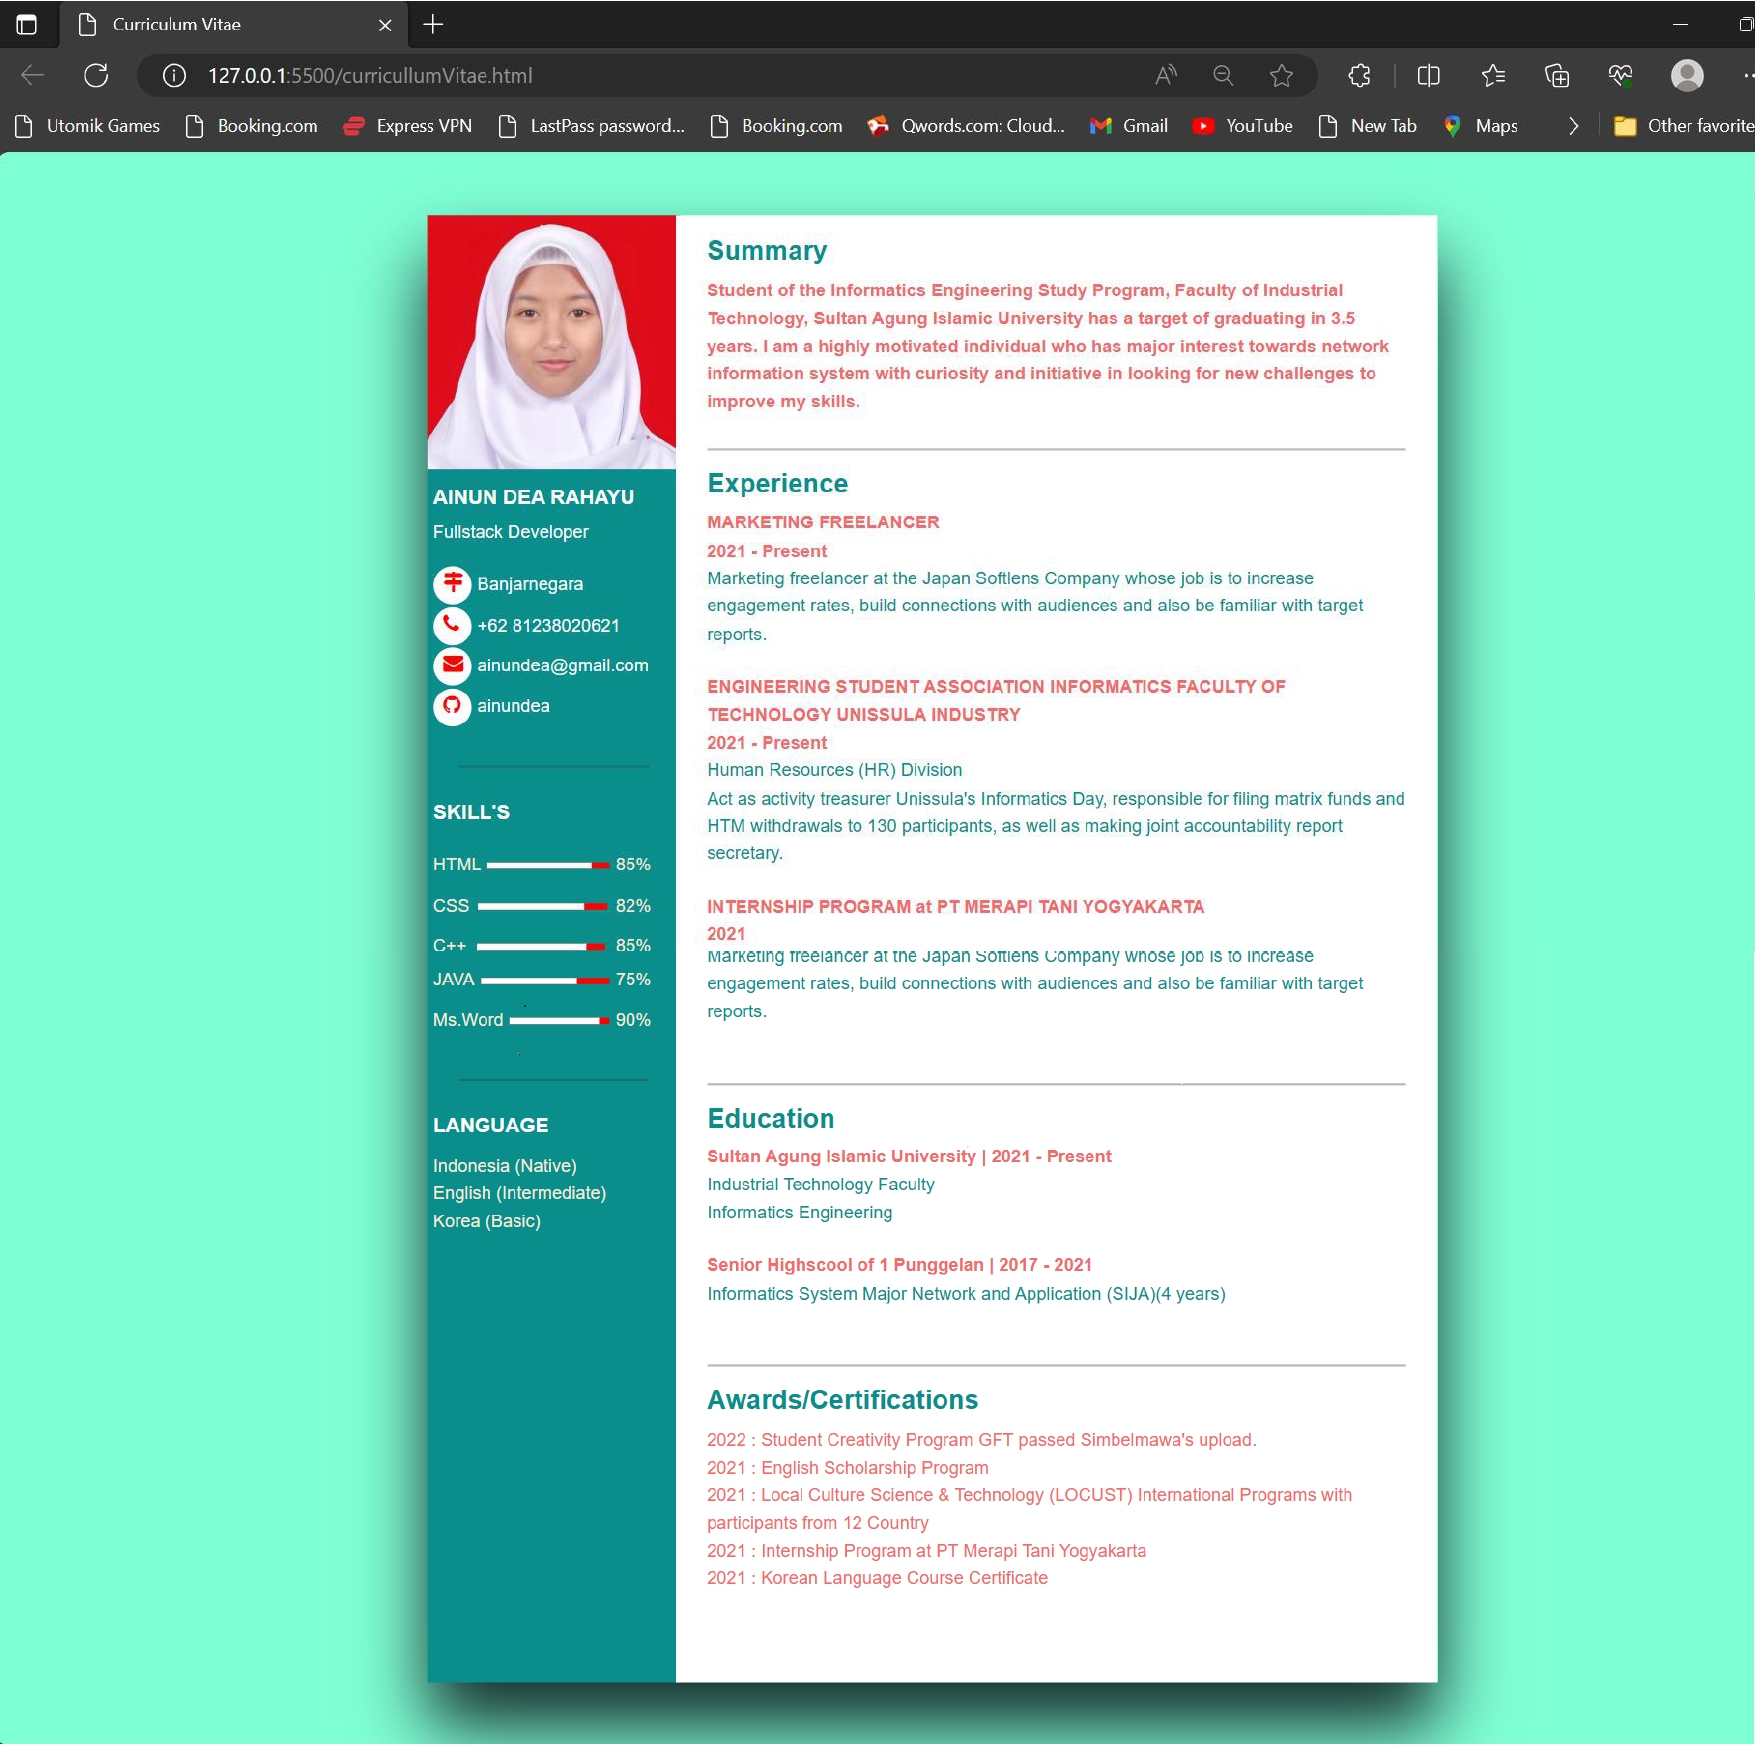 Curriculum Vitae
127.0.0.1:5500/curricullumVitae.html
Utomik Games Booking.com Express VPN LastPass password... Booking.com Qwords.com: Cloud... Gmail YouTube New Tab Maps Other favorite
AINUN DEA RAHAYU
Fullstack Developer
Banjarnegara
+62 81238020621
ainundea@gmail.com
ainundea
SKILL'S
HTML 85%
CSS 82%
C++ 85%
JAVA 75%
Ms.Word 90%
LANGUAGE
Indonesia (Native)
English (Intermediate)
Korea (Basic)
Summary
Student of the Informatics Engineering Study Program, Faculty of Industrial
Technology, Sultan Agung Islamic University has a target of graduating in 3.5
years. I am a highly motivated individual who has major interest towards network
information system with curiosity and initiative in looking for new challenges to
improve my skills.
Experience
MARKETING FREELANCER
2021 - Present
Marketing freelancer at the Japan Softlens Company whose job is to increase
engagement rates, build connections with audiences and also be familiar with target
reports.
ENGINEERING STUDENT ASSOCIATION INFORMATICS FACULTY OF
TECHNOLOGY UNISSULA INDUSTRY
2021 - Present
Human Resources (HR) Division
Act as activity treasurer Unissula's Informatics Day, responsible for filing matrix funds and
HTM withdrawals to 130 participants, as well as making joint accountability report
secretary.
INTERNSHIP PROGRAM at PT MERAPI TANI YOGYAKARTA
2021
Marketing freelancer at the Japan Softlens Company whose job is to increase
engagement rates, build connections with audiences and also be familiar with target
reports.
Education
Sultan Agung Islamic University | 2021 - Present
Industrial Technology Faculty
Informatics Engineering
Senior Highscool of 1 Punggelan | 2017 - 2021
Informatics System Major Network and Application (SIJA)(4 years)
Awards/Certifications
2022 : Student Creativity Program GFT passed Simbelmawa's upload.
2021 : English Scholarship Program
2021 : Local Culture Science & Technology (LOCUST) International Programs with
participants from 12 Country
2021 : Internship Program at PT Merapi Tani Yogyakarta
2021 : Korean Language Course Certificate